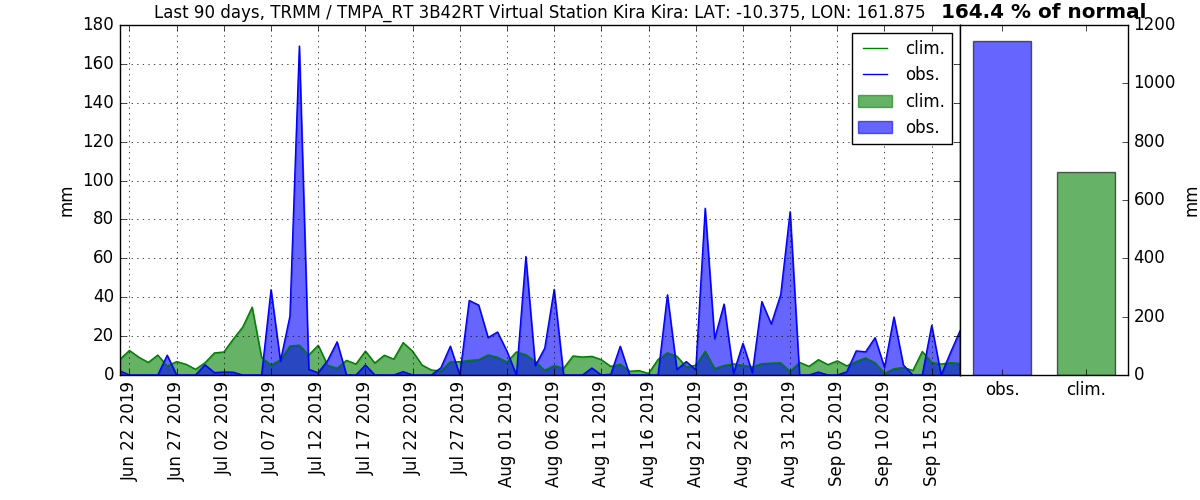 Last 90 days, TRMM / TMPA_RT 3B42RT Virtual Station Kira Kira: LAT: -10.375, LON: 161.875
164.4 % of normal
180
160
140
120
100
80
60
40
20
0
mm
clim.
obs.
clim.
obs.
1200
1000
800
600
400
200
0
mm
Jun 22 2019
Jun 27 2019
Jul 02 2019
Jul 07 2019
Jul 12 2019
Jul 17 2019
Jul 22 2019
Jul 27 2019
Aug 01 2019
Aug 06 2019
Aug 11 2019
Aug 16 2019
Aug 21 2019
Aug 26 2019
Aug 31 2019
Sep 05 2019
Sep 10 2019
Sep 15 2019
obs.
clim.